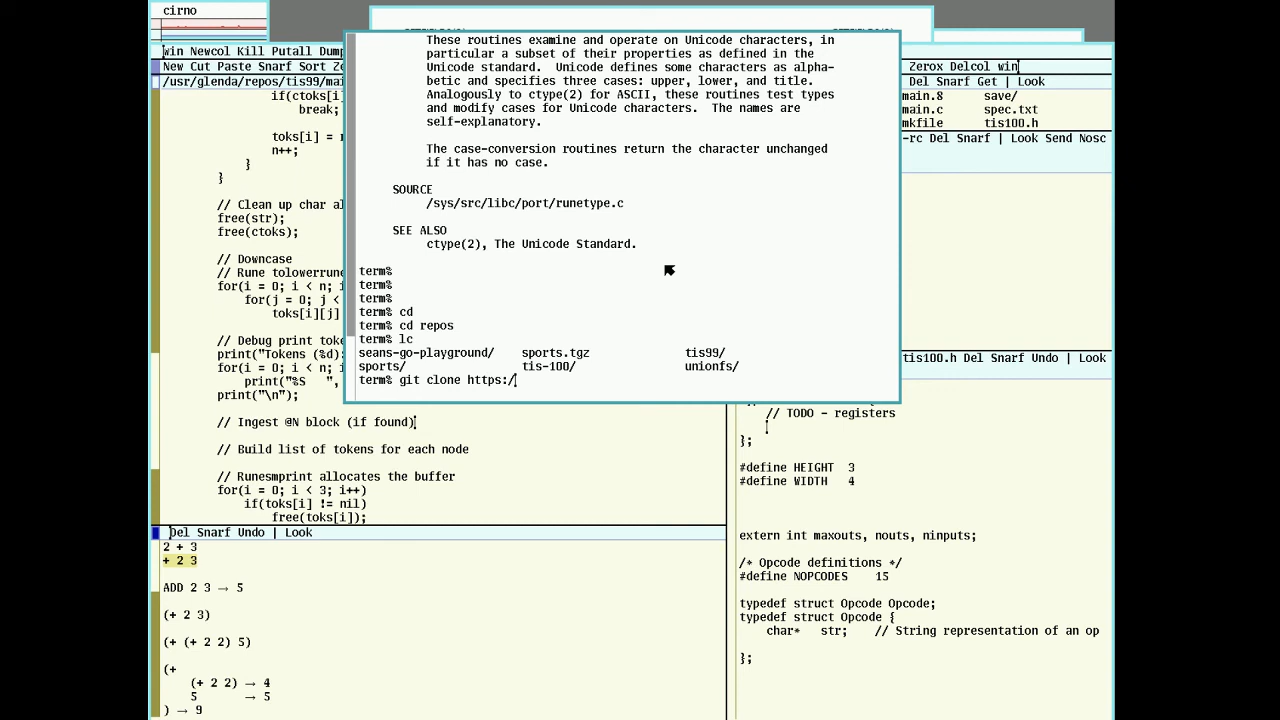 cirno
Win Newcol Kill Putall Dump
New Cut Paste Snarf Sort Z
/usr/glenda/repos/tis99/mai
if(ctoks[i]
break;
toks[i] =
n++;
}
}
// Clean up char al
free(str);
free(ctoks);
// Downcase
// Rune tolowerrune
for(i = 0; i < n; i
for(j = 0; j <
toks[i][j]
// Debug print toke
print("Tokens (%d):
for(i = 0; i < n; i
print("%S   ",
print("\n");
// Ingest @N block (if found)
// Build list of tokens for each node
// Runesmprint allocates the buffer
for(i = 0; i < 3; i++)
if(toks[i] != nil)
free(toks[i]);
Del Snarf Undo | Look
2 + 3
+ 2 3
ADD 2 3 → 5
(+ 2 3)
(+ (+ 2 2) 5)
(+
(+ 2 2) → 4
5       → 5
) → 9
These routines examine and operate on Unicode characters, in
particular a subset of their properties as defined in the
Unicode standard.  Unicode defines some characters as alpha-
betic and specifies three cases: upper, lower, and title.
Analogously to ctype(2) for ASCII, these routines test types
and modify cases for Unicode characters.  The names are
self-explanatory.
The case-conversion routines return the character unchanged
if it has no case.
SOURCE
/sys/src/libc/port/runetype.c
SEE ALSO
ctype(2), The Unicode Standard.
term%
term%
term%
term% cd
term% cd repos
term% lc
seans-go-playground/    sports.tgz              tis99/
sports/                 tis-100/                unionfs/
term% git clone https:/
Zerox Delcol win
Del Snarf Get | Look
main.8    save/
main.c    spec.txt
mkfile    tis100.h
-rc Del Snarf | Look Send Nosc
tis100.h Del Snarf Undo | Look
// TODO - registers
};
#define HEIGHT  3
#define WIDTH   4
extern int maxouts, nouts, ninputs;
/* Opcode definitions */
#define NOPCODES    15
typedef struct Opcode Opcode;
typedef struct Opcode {
char*   str;    // String representation of an op
};